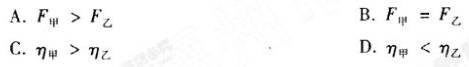 A. F甲 > F乙 B. F甲 = F乙
C. η甲 > η乙 D. η甲 < η乙